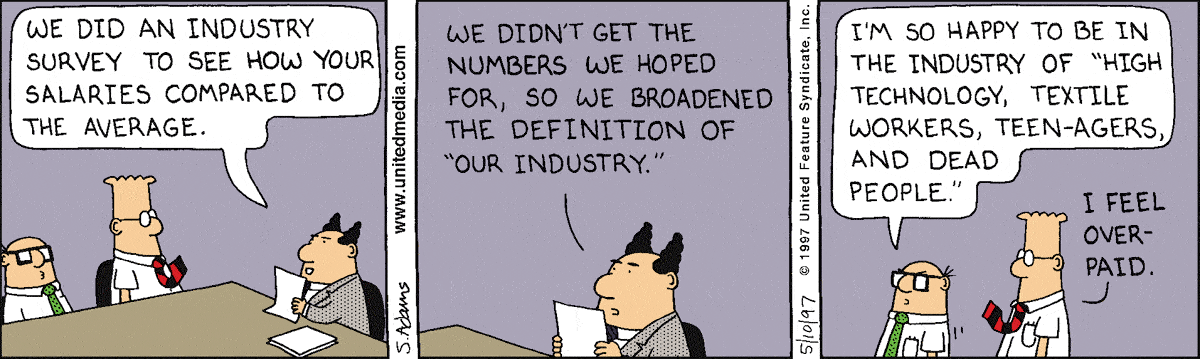 WE DID AN INDUSTRY
SURVEY TO SEE HOW YOUR
SALARIES COMPARED TO
THE AVERAGE.
S.Adams
www.unitedmedia.com
WE DIDN'T GET THE
NUMBERS WE HOPED
FOR, SO WE BROADENED
THE DEFINITION OF
"OUR INDUSTRY."
5/10/97 © 1997 United Feature Syndicate, Inc.
I'M SO HAPPY TO BE IN
THE INDUSTRY OF "HIGH
TECHNOLOGY, TEXTILE
WORKERS, TEEN-AGERS,
AND DEAD
PEOPLE."
I FEEL
OVER-
PAID.